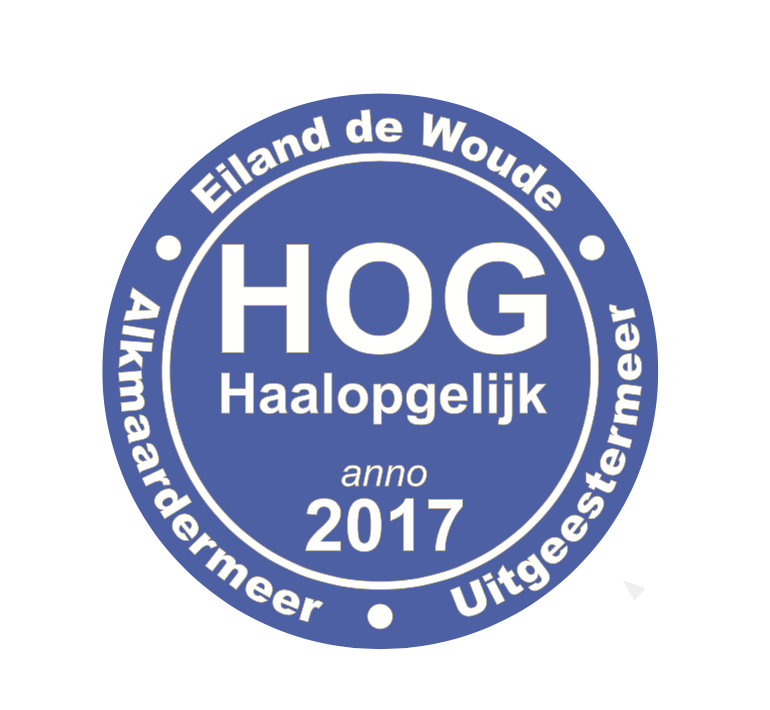 Eiland de Woude
HOG
Haalopgelijk
anno
2017
Alkmaardermeer
Uitgeestermeer